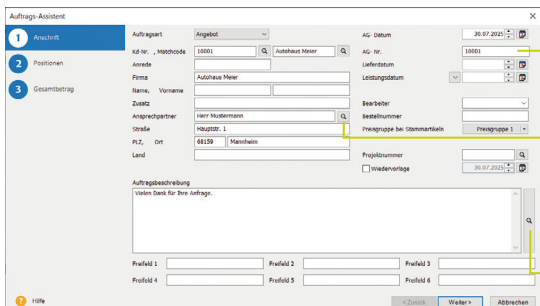 Auftrags-Assistent
1 Anschrift
2 Positionen
3 Gesamtbetrag
Auftragsart Angebot
Kd-Nr. , Matchcode 10001 Autohaus Meier
Anrede
Firma Autohaus Meier
Name, Vorname
Zusatz
Ansprechpartner Herr Mustermann
Straße Hauptstr. 1
PLZ, Ort 68159 Mannheim
Land
AG- Datum 30.07.2025
AG- Nr. 10001
Lieferdatum
Leistungsdatum
Bearbeiter
Bestellnummer
Preisgruppe bei Stammartikeln Preisgruppe 1
Projektnummer
Wiedervorlage 30.07.2025
Auftragsbeschreibung
Vielen Dank für Ihre Anfrage.
Freifeld 1 Freifeld 2 Freifeld 3
Freifeld 4 Freifeld 5 Freifeld 6
Hilfe < Zurück Weiter > Abbrechen